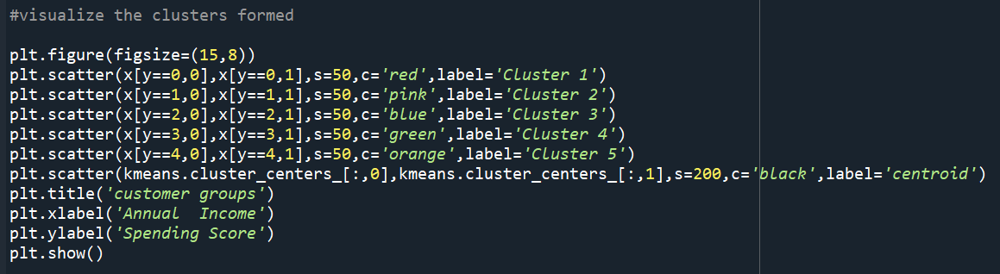 #visualize the clusters formed
plt.figure(figsize=(15,8))
plt.scatter(x[y==0,0],x[y==0,1],s=50,c='red',label='Cluster 1')
plt.scatter(x[y==1,0],x[y==1,1],s=50,c='pink',label='Cluster 2')
plt.scatter(x[y==2,0],x[y==2,1],s=50,c='blue',label='Cluster 3')
plt.scatter(x[y==3,0],x[y==3,1],s=50,c='green',label='Cluster 4')
plt.scatter(x[y==4,0],x[y==4,1],s=50,c='orange',label='Cluster 5')
plt.scatter(kmeans.cluster_centers_[:,0],kmeans.cluster_centers_[:,1],s=200,c='black',label='centroid')
plt.title('customer groups')
plt.xlabel('Annual  Income')
plt.ylabel('Spending Score')
plt.show()